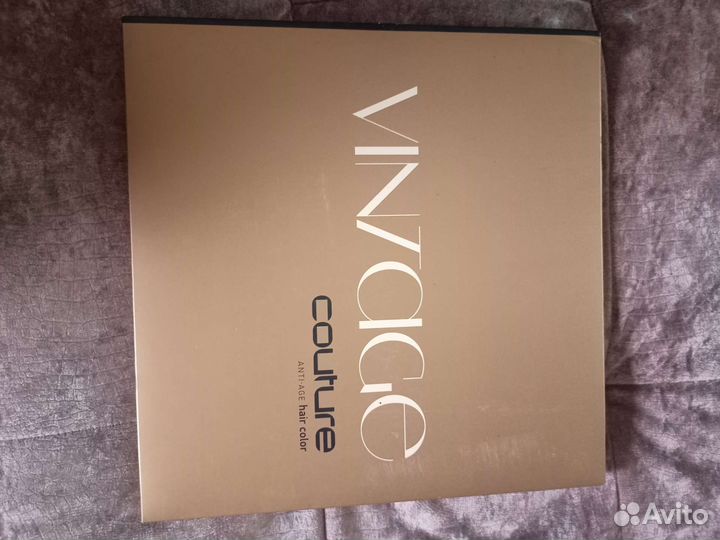 VINTAGE
couture
ANTI-AGE hair color
Avito